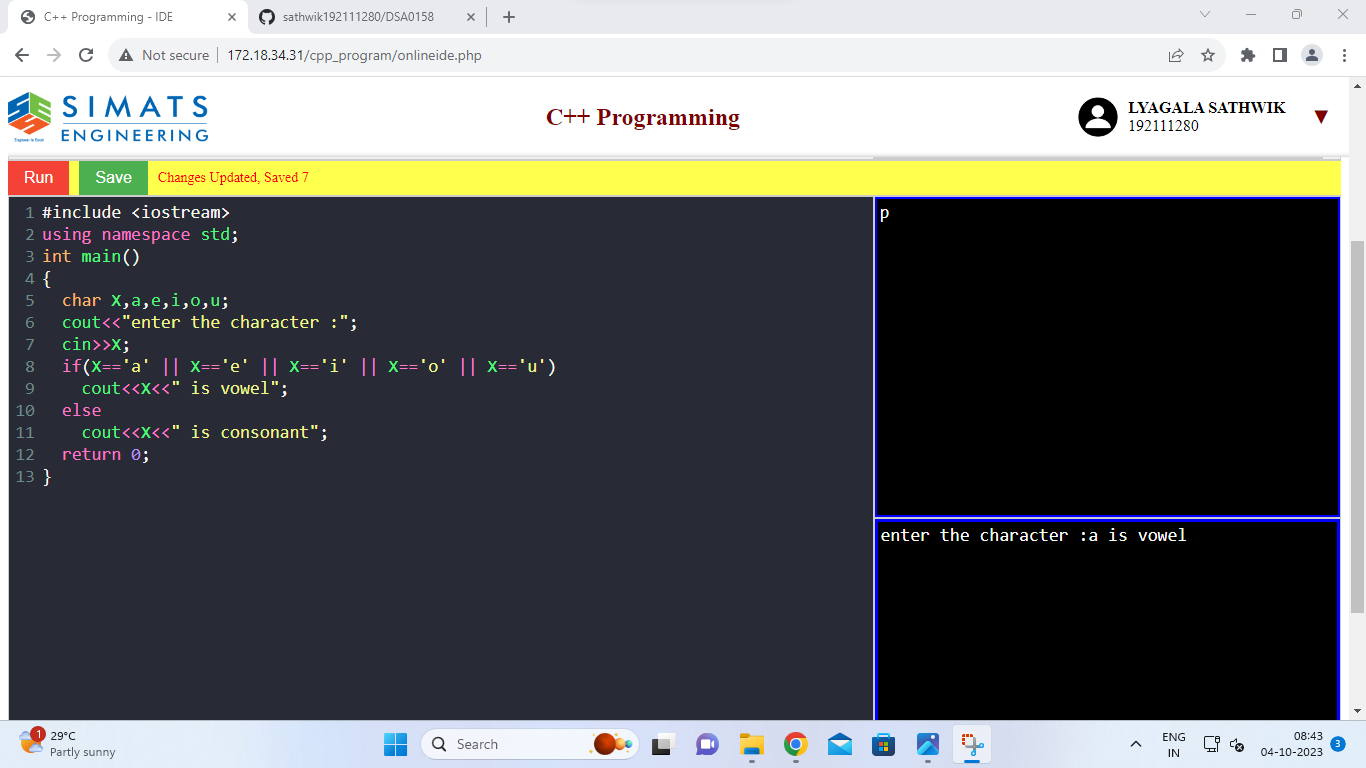 C++ Programming - IDE
sathwik192111280/DSA0158
Not secure
172.18.34.31/cpp_program/onlineide.php
SIMATS
ENGINEERING
C++ Programming
LYAGALA SATHWIK
192111280
Run
Save
Changes Updated, Saved 7
1 #include <iostream>
2 using namespace std;
3 int main()
4 {
5   char X,a,e,i,o,u;
6   cout<<"enter the character :";
7   cin>>X;
8   if(X=='a' || X=='e' || X=='i' || X=='o' || X=='u')
9     cout<<X<<" is vowel";
10   else
11     cout<<X<<" is consonant";
12   return 0;
13 }
p
enter the character :a is vowel
1
29°C
Partly sunny
Search
ENG
IN
08:43
04-10-2023
3